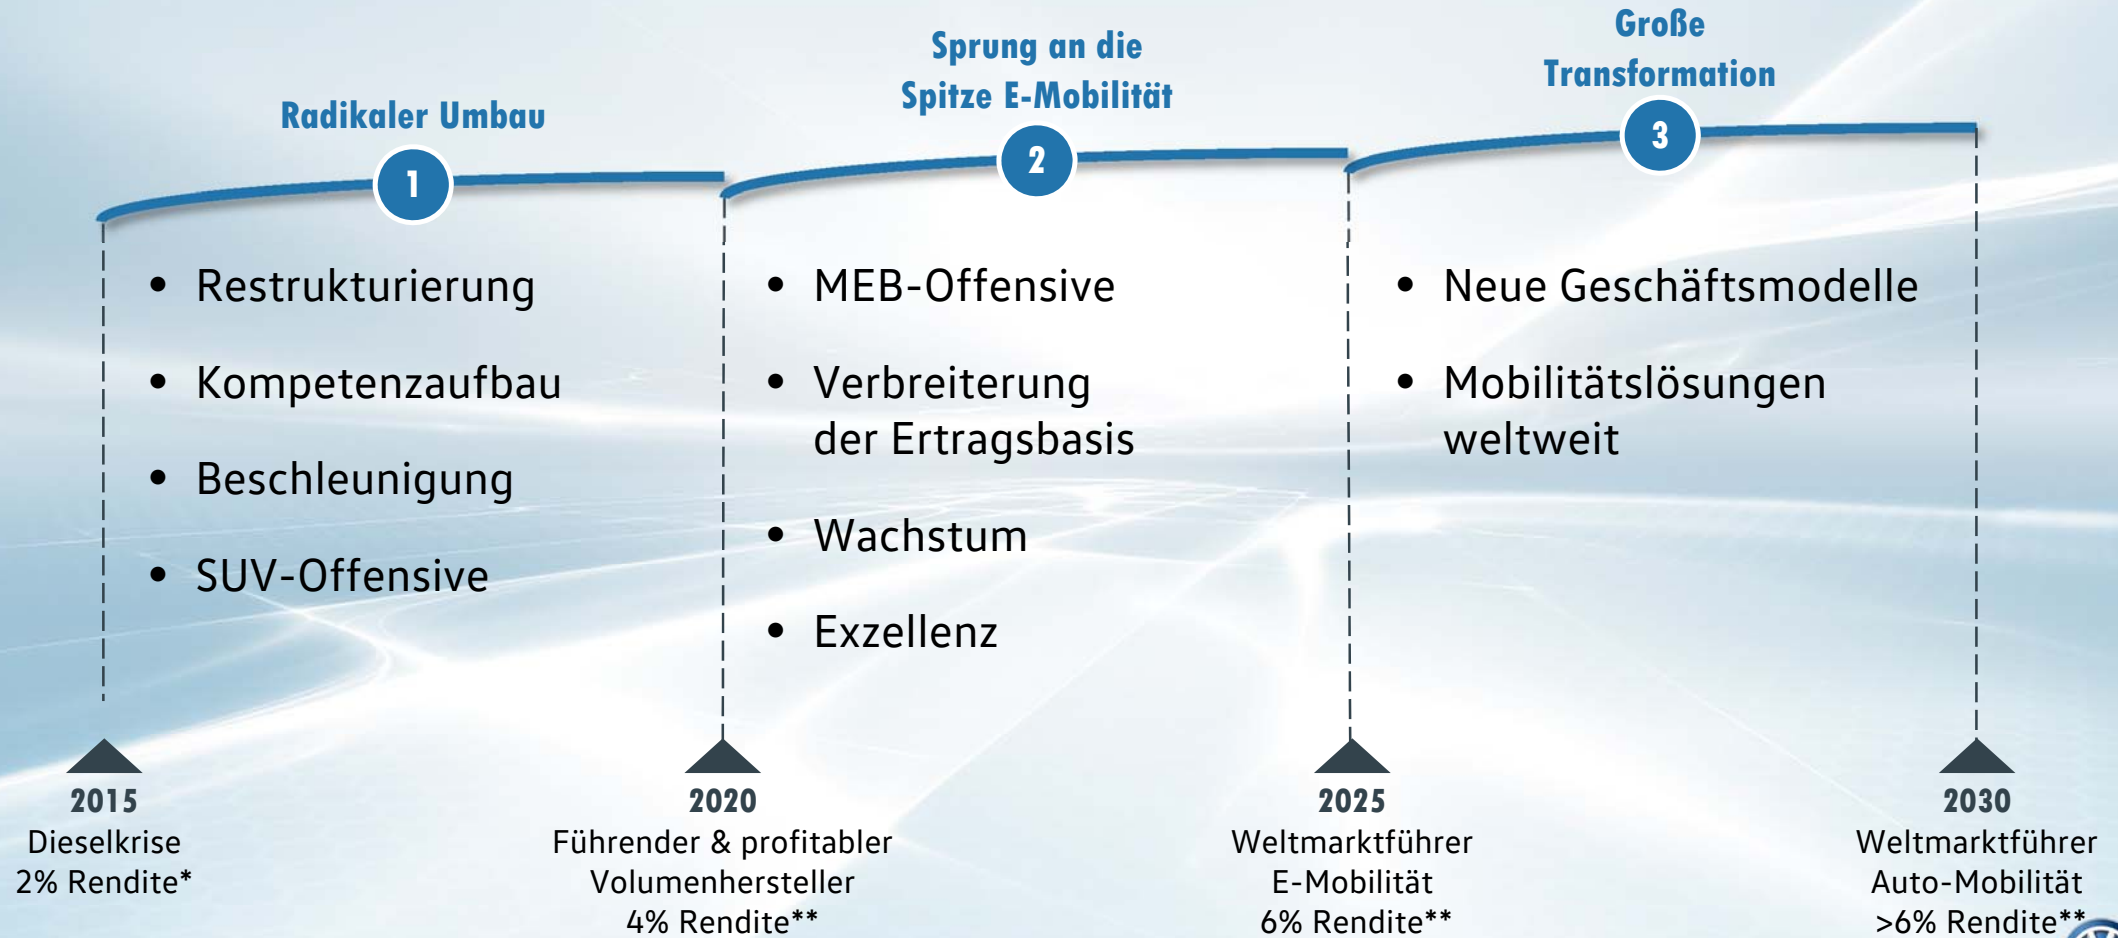 Radikaler Umbau
1
Sprung an die
Spitze E-Mobilität
2
Große
Transformation
3
• Restrukturierung
• Kompetenzaufbau
• Beschleunigung
• SUV-Offensive
• MEB-Offensive
• Verbreiterung
der Ertragsbasis
• Wachstum
• Exzellenz
• Neue Geschäftsmodelle
• Mobilitätslösungen
weltweit
2015
Dieselkrise
2% Rendite*
2020
Führender & profitabler
Volumenhersteller
4% Rendite**
2025
Weltmarktführer
E-Mobilität
6% Rendite**
2030
Weltmarktführer
Auto-Mobilität
>6% Rendite**